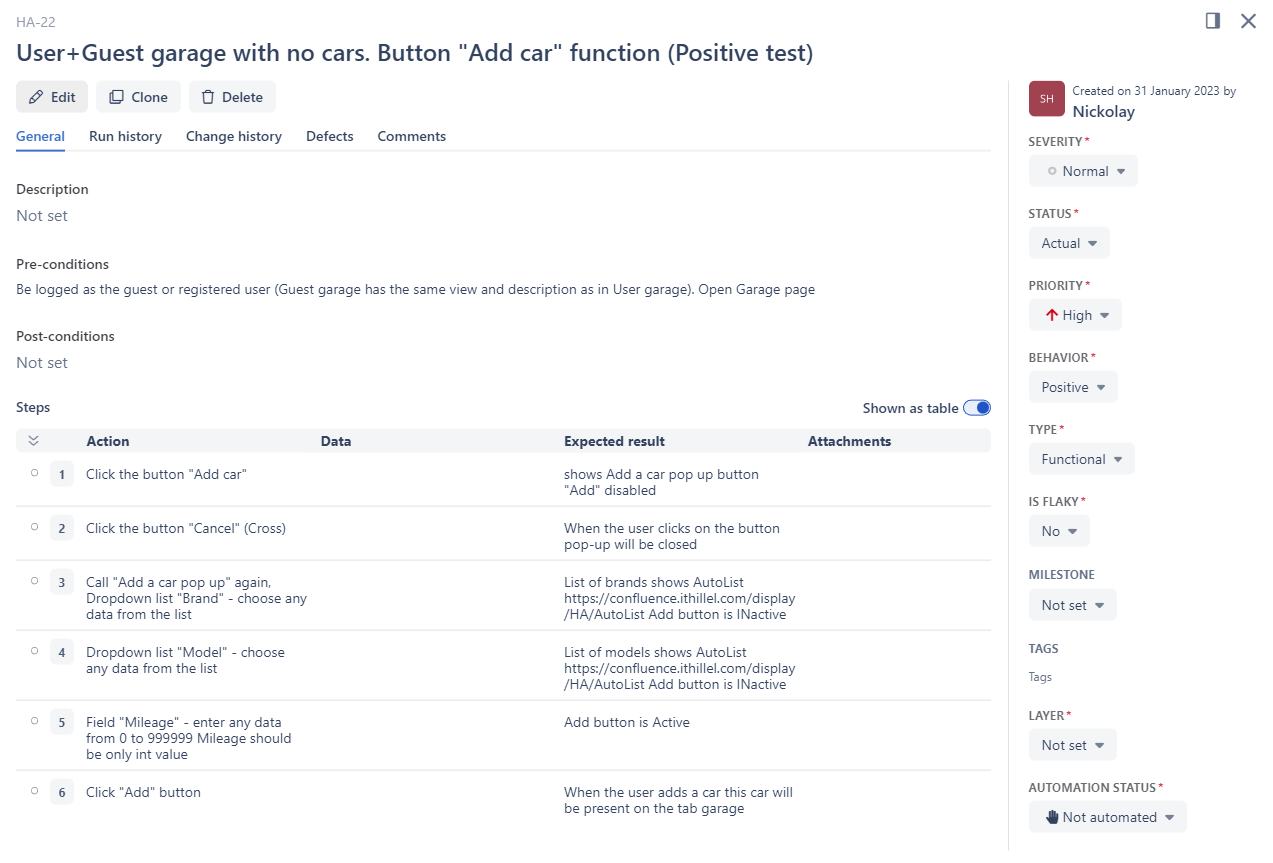 HA-22
User+Guest garage with no cars. Button "Add car" function (Positive test)
Edit
Clone
Delete
General
Run history
Change history
Defects
Comments
Description
Not set
Pre-conditions
Be logged as the guest or registered user (Guest garage has the same view and description as in User garage). Open Garage page
Post-conditions
Not set
Steps
Shown as table
Action
Data
Expected result
Attachments
1
Click the button "Add car"
shows Add a car pop up button
"Add" disabled
2
Click the button "Cancel" (Cross)
When the user clicks on the button
pop-up will be closed
3
Call "Add a car pop up" again,
Dropdown list "Brand" - choose any
data from the list
List of brands shows AutoList
https://confluence.ithillel.com/display
/HA/AutoList Add button is INactive
4
Dropdown list "Model" - choose
any data from the list
List of models shows AutoList
https://confluence.ithillel.com/display
/HA/AutoList Add button is INactive
5
Field "Mileage" - enter any data
from 0 to 999999 Mileage should
be only int value
Add button is Active
6
Click "Add" button
When the user adds a car this car will
be present on the tab garage
SH
Created on 31 January 2023 by
Nickolay
SEVERITY*
Normal
STATUS*
Actual
PRIORITY*
High
BEHAVIOR*
Positive
TYPE*
Functional
IS FLAKY*
No
MILESTONE
Not set
TAGS
Tags
LAYER*
Not set
AUTOMATION STATUS*
Not automated